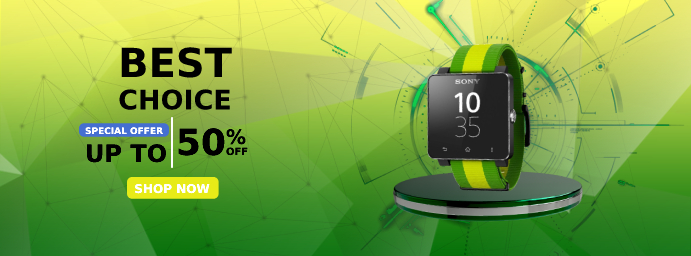 BEST
CHOICE
SPECIAL OFFER
UP TO
50%
OFF
SHOP NOW
SONY
10
35